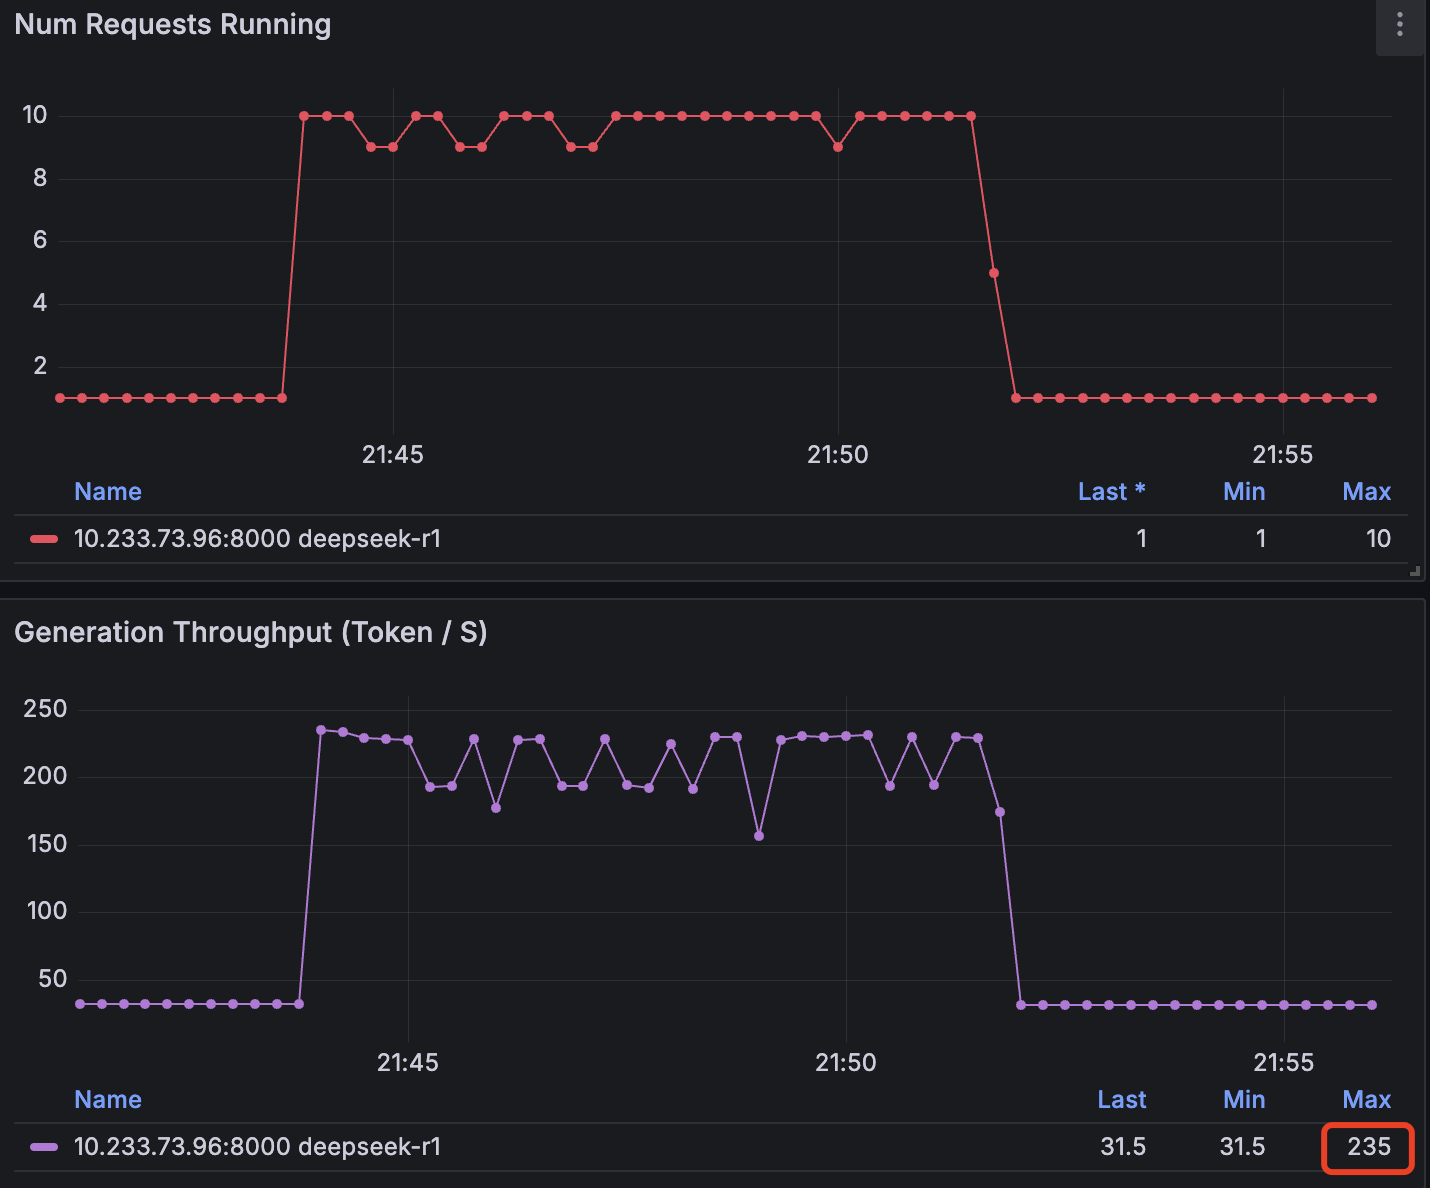 Num Requests Running
10
8
6
4
2
21:45 21:50 21:55
Name Last * Min Max
10.233.73.96:8000 deepseek-r1 1 1 10
Generation Throughput (Token / S)
250
200
150
100
50
21:45 21:50 21:55
Name Last Min Max
10.233.73.96:8000 deepseek-r1 31.5 31.5 235